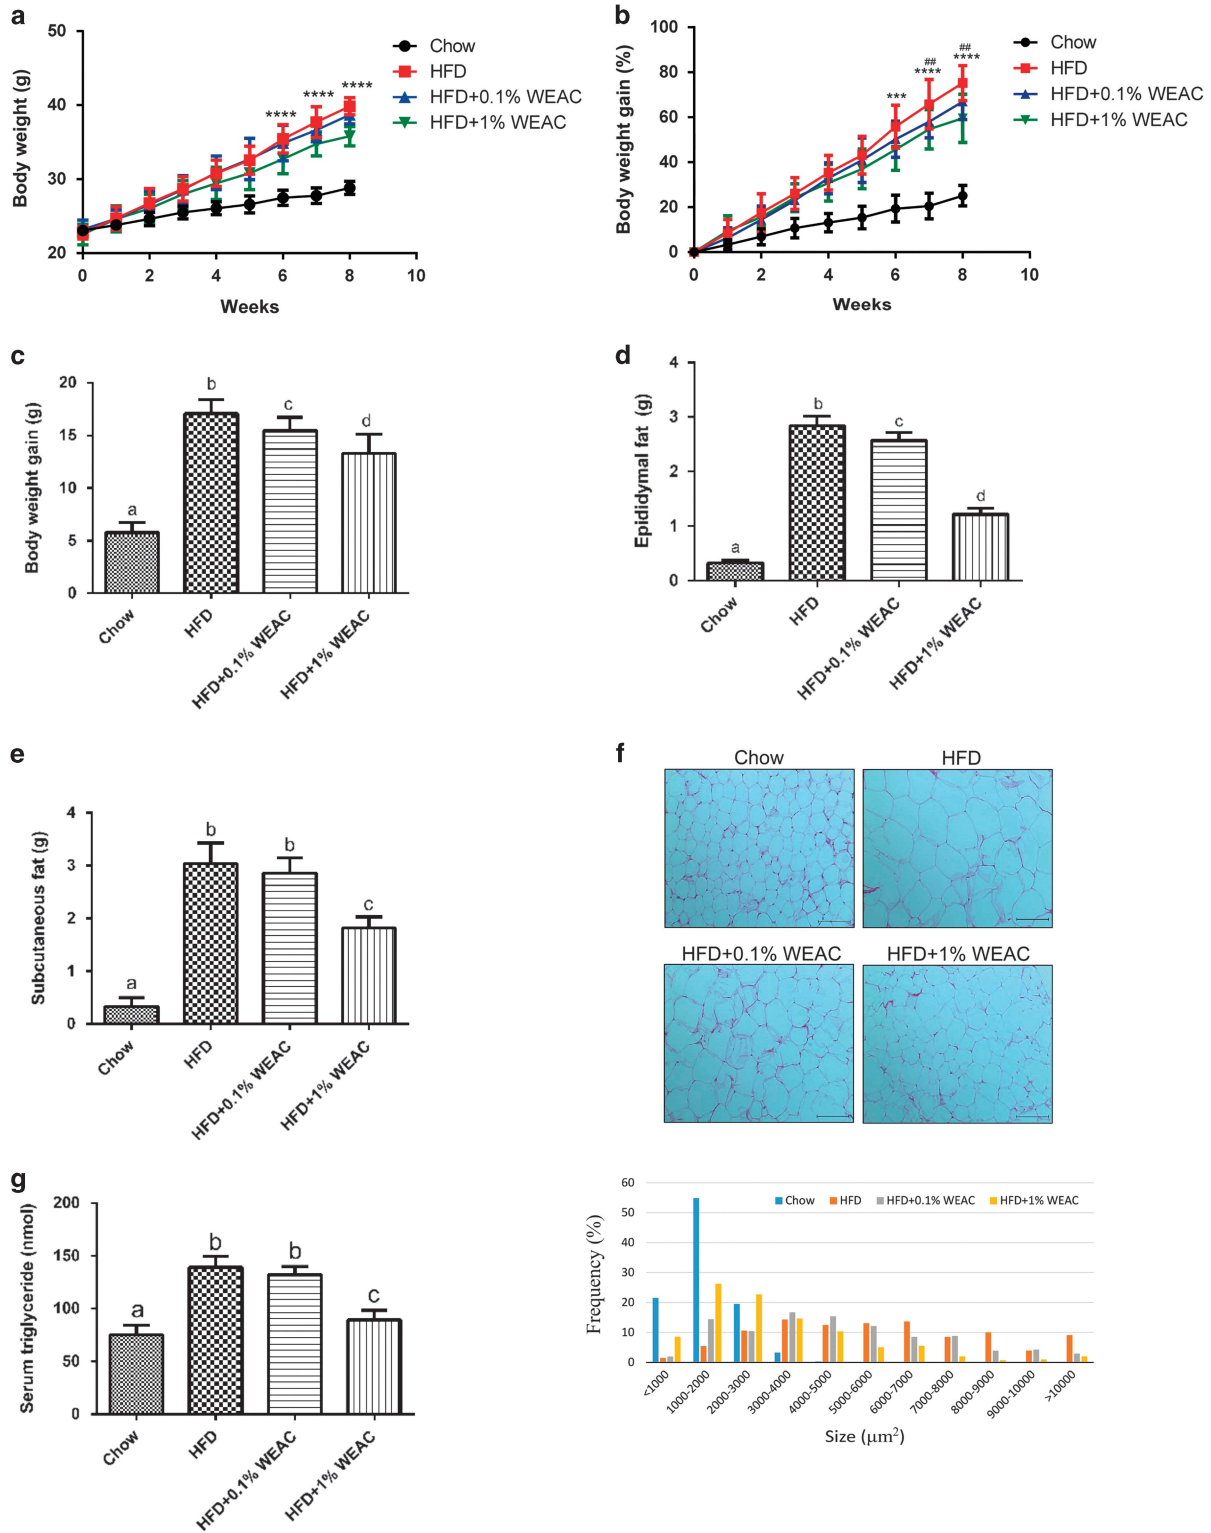 a
50
40
30
20
Body weight (g)
0 2 4 6 8 10
Weeks
**** **** ****
Chow
HFD
HFD+0.1% WEAC
HFD+1% WEAC
b
100
80
60
40
20
0
Body weight gain (%)
0 2 4 6 8 10
Weeks
## ##
*** **** ****
Chow
HFD
HFD+0.1% WEAC
HFD+1% WEAC
c
20
15
10
5
0
Body weight gain (g)
a b c d
Chow HFD HFD+0.1% WEAC HFD+1% WEAC
d
4
3
2
1
0
Epididymal fat (g)
a b c d
Chow HFD HFD+0.1% WEAC HFD+1% WEAC
e
4
3
2
1
0
Subcutaneous fat (g)
a b b c
Chow HFD HFD+0.1% WEAC HFD+1% WEAC
f
Chow HFD
HFD+0.1% WEAC HFD+1% WEAC
60
50
40
30
20
10
0
Frequency (%)
Chow HFD HFD+0.1% WEAC HFD+1% WEAC
<1000 1000-2000 2000-3000 3000-4000 4000-5000 5000-6000 6000-7000 7000-8000 8000-9000 9000-10000 >10000
Size (μm²)
g
200
150
100
50
0
Serum triglyceride (nmol)
a b b c
Chow HFD HFD+0.1% WEAC HFD+1% WEAC